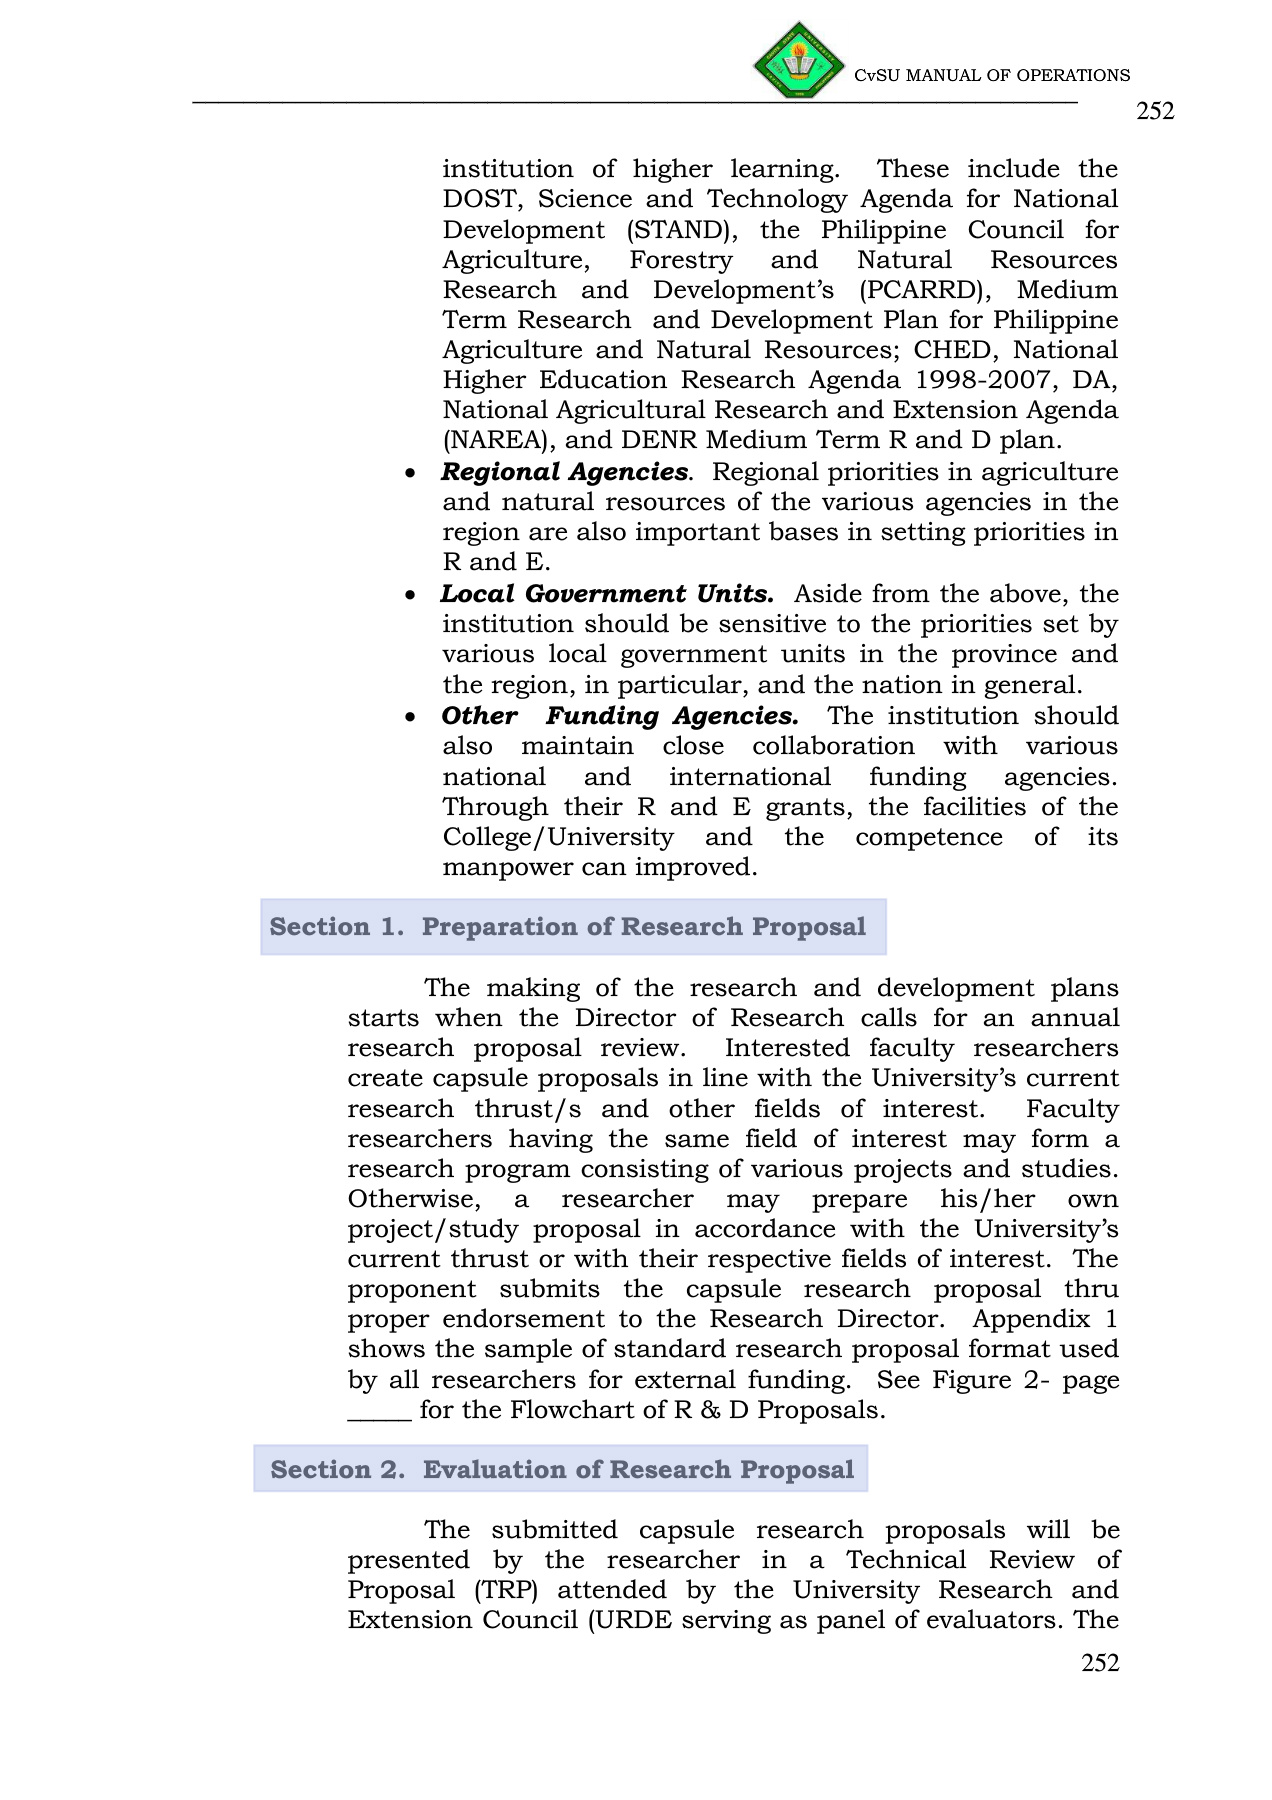 CvSU MANUAL OF OPERATIONS
252
institution of higher learning. These include the
DOST, Science and Technology Agenda for National
Development (STAND), the Philippine Council for
Agriculture, Forestry and Natural Resources
Research and Development’s (PCARRD), Medium
Term Research and Development Plan for Philippine
Agriculture and Natural Resources; CHED, National
Higher Education Research Agenda 1998-2007, DA,
National Agricultural Research and Extension Agenda
(NAREA), and DENR Medium Term R and D plan.
• Regional Agencies. Regional priorities in agriculture
and natural resources of the various agencies in the
region are also important bases in setting priorities in
R and E.
• Local Government Units. Aside from the above, the
institution should be sensitive to the priorities set by
various local government units in the province and
the region, in particular, and the nation in general.
• Other Funding Agencies. The institution should
also maintain close collaboration with various
national and international funding agencies.
Through their R and E grants, the facilities of the
College/University and the competence of its
manpower can improved.
Section 1. Preparation of Research Proposal
The making of the research and development plans
starts when the Director of Research calls for an annual
research proposal review. Interested faculty researchers
create capsule proposals in line with the University’s current
research thrust/s and other fields of interest. Faculty
researchers having the same field of interest may form a
research program consisting of various projects and studies.
Otherwise, a researcher may prepare his/her own
project/study proposal in accordance with the University’s
current thrust or with their respective fields of interest. The
proponent submits the capsule research proposal thru
proper endorsement to the Research Director. Appendix 1
shows the sample of standard research proposal format used
by all researchers for external funding. See Figure 2- page
_____ for the Flowchart of R & D Proposals.
Section 2. Evaluation of Research Proposal
The submitted capsule research proposals will be
presented by the researcher in a Technical Review of
Proposal (TRP) attended by the University Research and
Extension Council (URDE serving as panel of evaluators. The
252